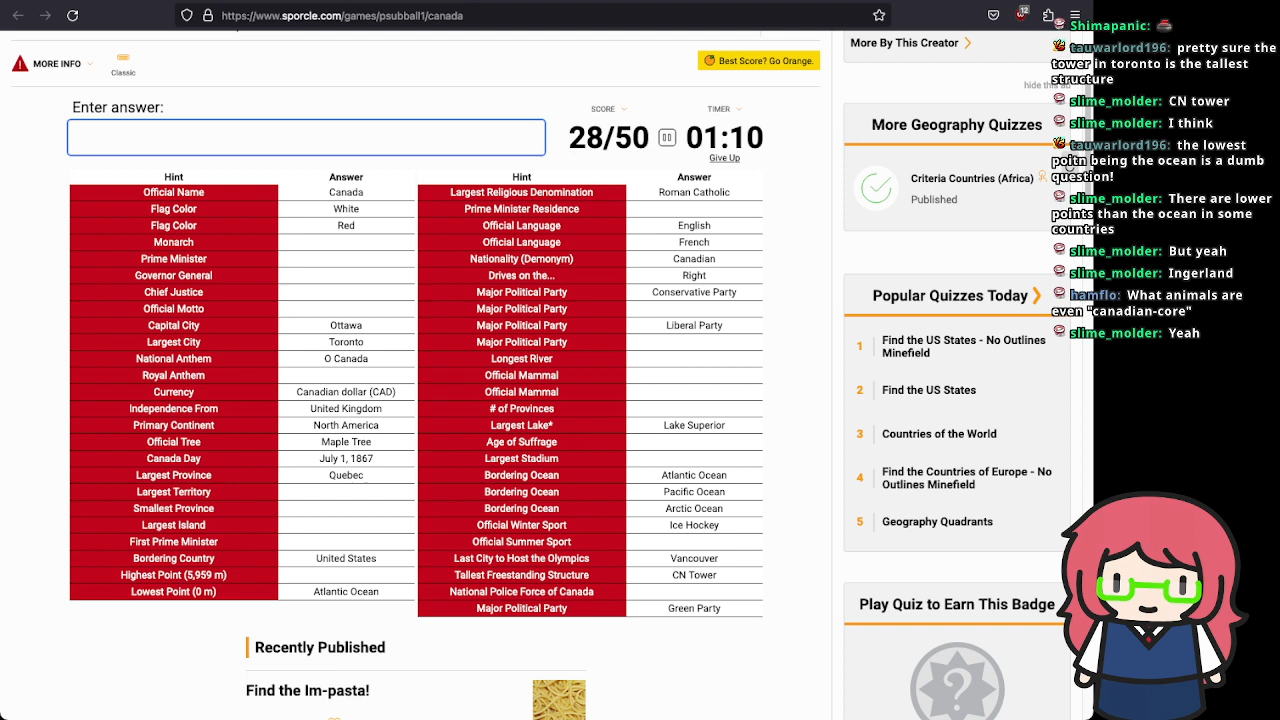 https://www.sporcle.com/games/psubball1/canada
12
MORE INFO
Classic
Best Score? Go Orange.
Enter answer:
SCORE
28/50
TIMER
01:10
Give Up
Hint Answer Hint Answer
Official Name Canada Largest Religious Denomination Roman Catholic
Flag Color White Prime Minister Residence
Flag Color Red Official Language English
Monarch Official Language French
Prime Minister Nationality (Demonym) Canadian
Governor General Drives on the... Right
Chief Justice Major Political Party Conservative Party
Official Motto Major Political Party
Capital City Ottawa Major Political Party Liberal Party
Largest City Toronto Major Political Party
National Anthem O Canada Longest River
Royal Anthem Official Mammal
Currency Canadian dollar (CAD) Official Mammal
Independence From United Kingdom # of Provinces
Primary Continent North America Largest Lake* Lake Superior
Official Tree Maple Tree Age of Suffrage
Canada Day July 1, 1867 Largest Stadium
Largest Province Quebec Bordering Ocean Atlantic Ocean
Largest Territory Bordering Ocean Pacific Ocean
Smallest Province Bordering Ocean Arctic Ocean
Largest Island Official Winter Sport Ice Hockey
First Prime Minister Official Summer Sport
Bordering Country United States Last City to Host the Olympics Vancouver
Highest Point (5,959 m) Tallest Freestanding Structure CN Tower
Lowest Point (0 m) Atlantic Ocean National Police Force of Canada
Major Political Party Green Party
Recently Published
Find the Im-pasta!
More By This Creator
hide this ad
More Geography Quizzes
Criteria Countries (Africa)
Published
Popular Quizzes Today
1 Find the US States - No Outlines
Minefield
2 Find the US States
3 Countries of the World
4 Find the Countries of Europe - No
Outlines Minefield
5 Geography Quadrants
Play Quiz to Earn This Badge
?
Shimapanic:
tauwarlord196: pretty sure the
tower in toronto is the tallest
structure
slime_molder: CN tower
slime_molder: I think
tauwarlord196: the lowest
poitn being the ocean is a dumb
question!
slime_molder: There are lower
points than the ocean in some
countries
slime_molder: But yeah
slime_molder: Ingerland
hamflo: What animals are
even "canadian-core"
slime_molder: Yeah